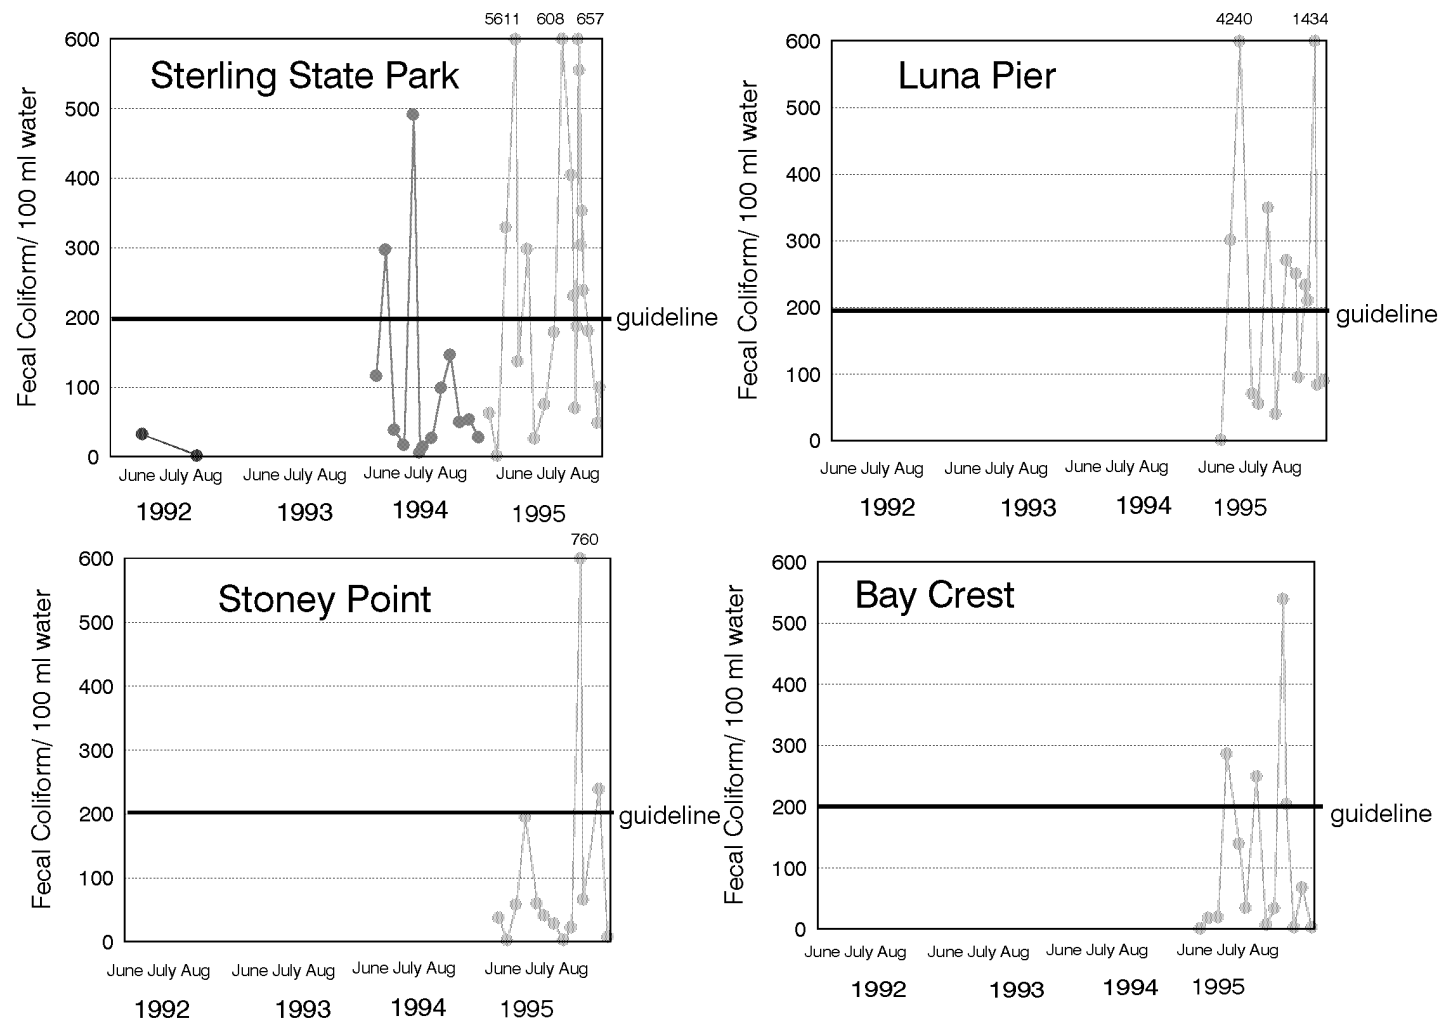 5611 608 657
600
500
400
300
200
100
0
Fecal Coliform/ 100 ml water
Sterling State Park
guideline
June July Aug June July Aug June July Aug June July Aug
1992 1993 1994 1995
4240 1434
600
500
400
300
200
100
0
Fecal Coliform/ 100 ml water
Luna Pier
guideline
June July Aug June July Aug June July Aug June July Aug
1992 1993 1994 1995
760
600
500
400
300
200
100
0
Fecal Coliform/ 100 ml water
Stoney Point
guideline
June July Aug June July Aug June July Aug June July Aug
1992 1993 1994 1995
600
500
400
300
200
100
0
Fecal Coliform/ 100 ml water
Bay Crest
guideline
June July Aug June July Aug June July Aug June July Aug
1992 1993 1994 1995